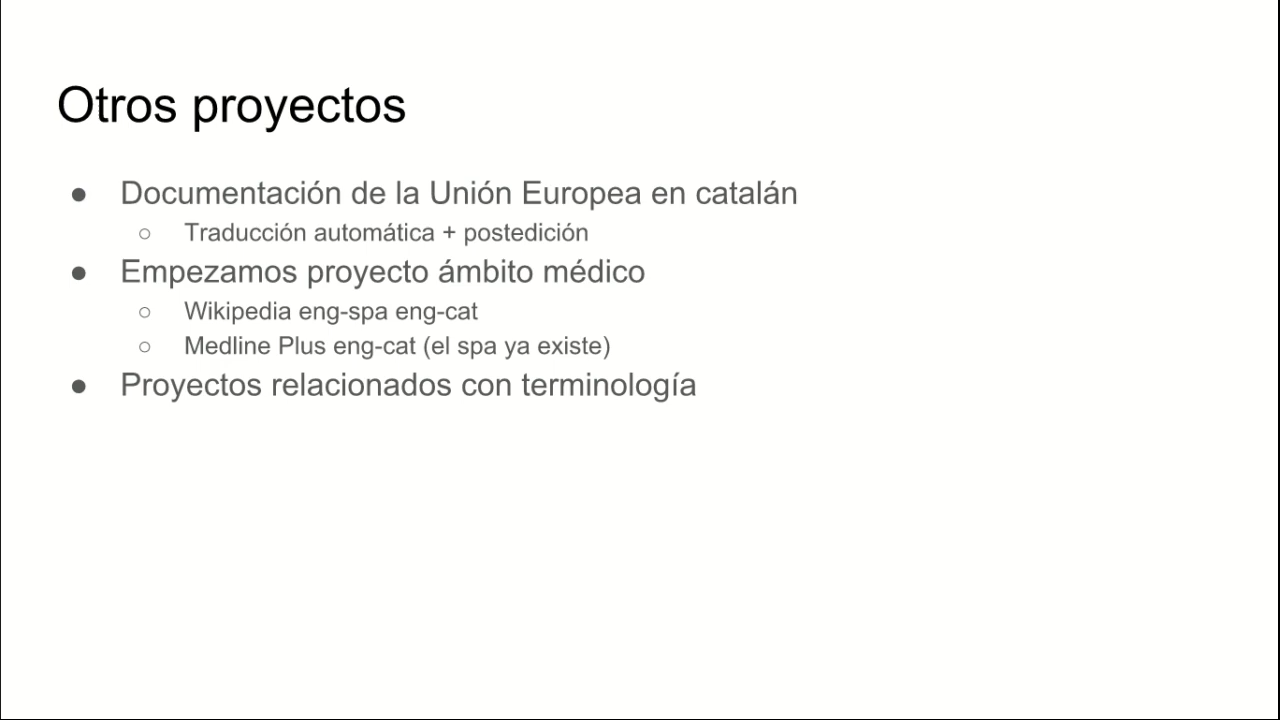 Otros proyectos
● Documentación de la Unión Europea en catalán
○ Traducción automática + postedición
● Empezamos proyecto ámbito médico
○ Wikipedia eng-spa eng-cat
○ Medline Plus eng-cat (el spa ya existe)
● Proyectos relacionados con terminología